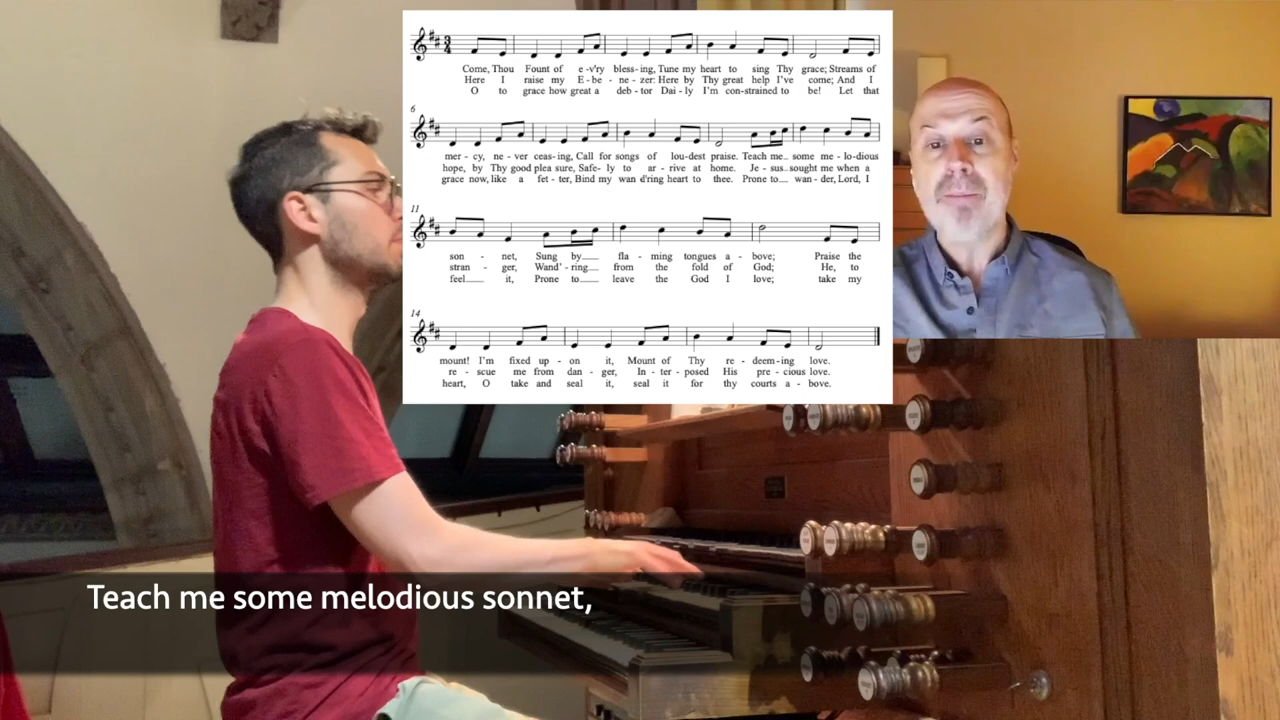 6
Come, Thou Fount of e-v'ry bless-ing, Tune my heart to sing Thy grace; Streams of
Here I raise my E-be-ne-zer: Here by Thy great help I've come; And I
O to grace how great a deb-tor Dai-ly I'm con-strained to be! Let that
mer-cy, ne-ver ceas-ing, Call for songs of lou-dest praise. Teach me some me-lo-dious
hope, by Thy good plea sure, Safe-ly to ar-rive at home. Je-sus sought me when a
grace now, like a fet-ter, Bind my wan d'ring heart to thee. Prone to wan-der, Lord, I
11
son-net, Sung by fla-ming tongues a-bove; Praise the
stran-ger, Wand'-ring from the fold of God; He, to
feel it, Prone to leave the God I love; take my
14
mount! I'm fixed up-on it, Mount of Thy re-deem-ing love.
re-scue me from dan-ger, In-ter-posed His pre-cious love.
heart, O take and seal it, seal it for thy courts a-bove.
Teach me some melodious sonnet,